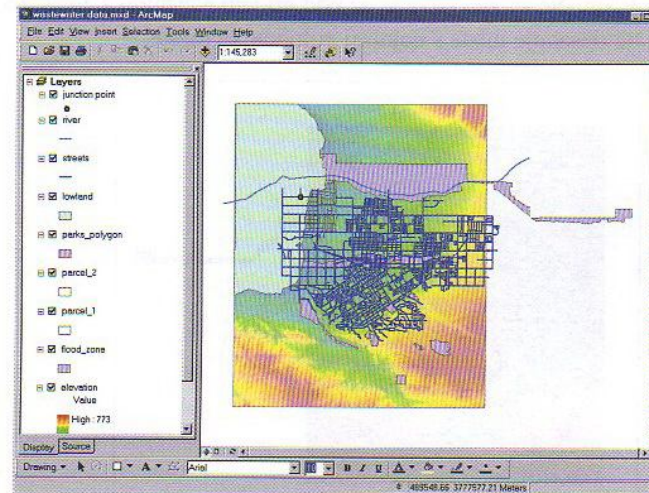 wastewater data.mxd - ArcMap
File Edit View Insert Selection Tools Window Help
1:145,283
Layers
junction point
river
streets
lowland
parks_polygon
parcel_2
parcel_1
flood_zone
elevation
Value
High : 773
Display Source
Drawing A Arial 10 B I U A
489548.66 3777577.21 Meters